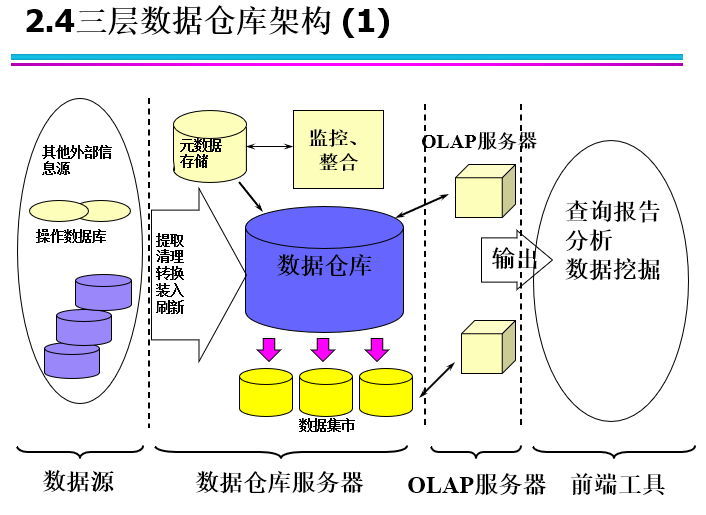 2.4三层数据仓库架构 (1)
其他外部信
息源
操作数据库
提取
清理
转换
装入
刷新
元数据
存储
监控、
整合
数据仓库
数据集市
OLAP服务器
输出
查询报告
分析
数据挖掘
数据源
数据仓库服务器
OLAP服务器
前端工具